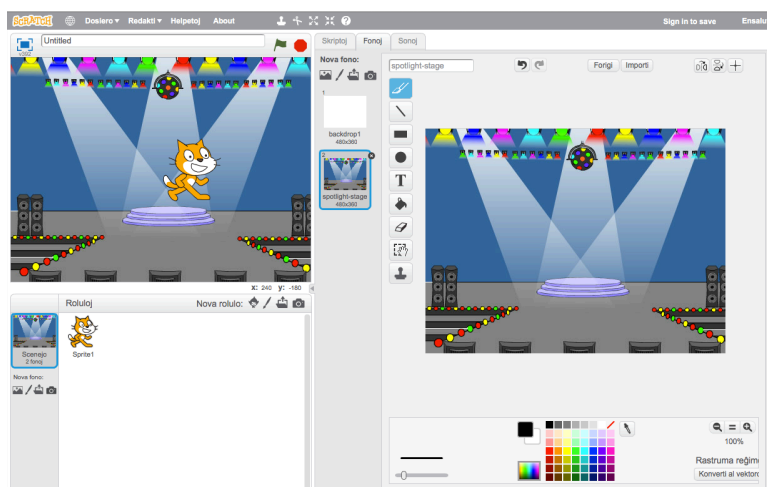 SCRATCH Dosiero Redakti Helpetoj About Sign in to save Ensalu
v392 Untitled
Skriptoj Fonoj Sonoj
Nova fono:
1
backdrop1
480x360
2
spotlight-stage
480x360
spotlight-stage Forigi Importi
T
x: 240 y: -180
Roluloj Nova rolulo:
Scenejo
2 fonoj
Nova fono:
Sprite1
100%
Rastruma reĝim
Konverti al vektoro